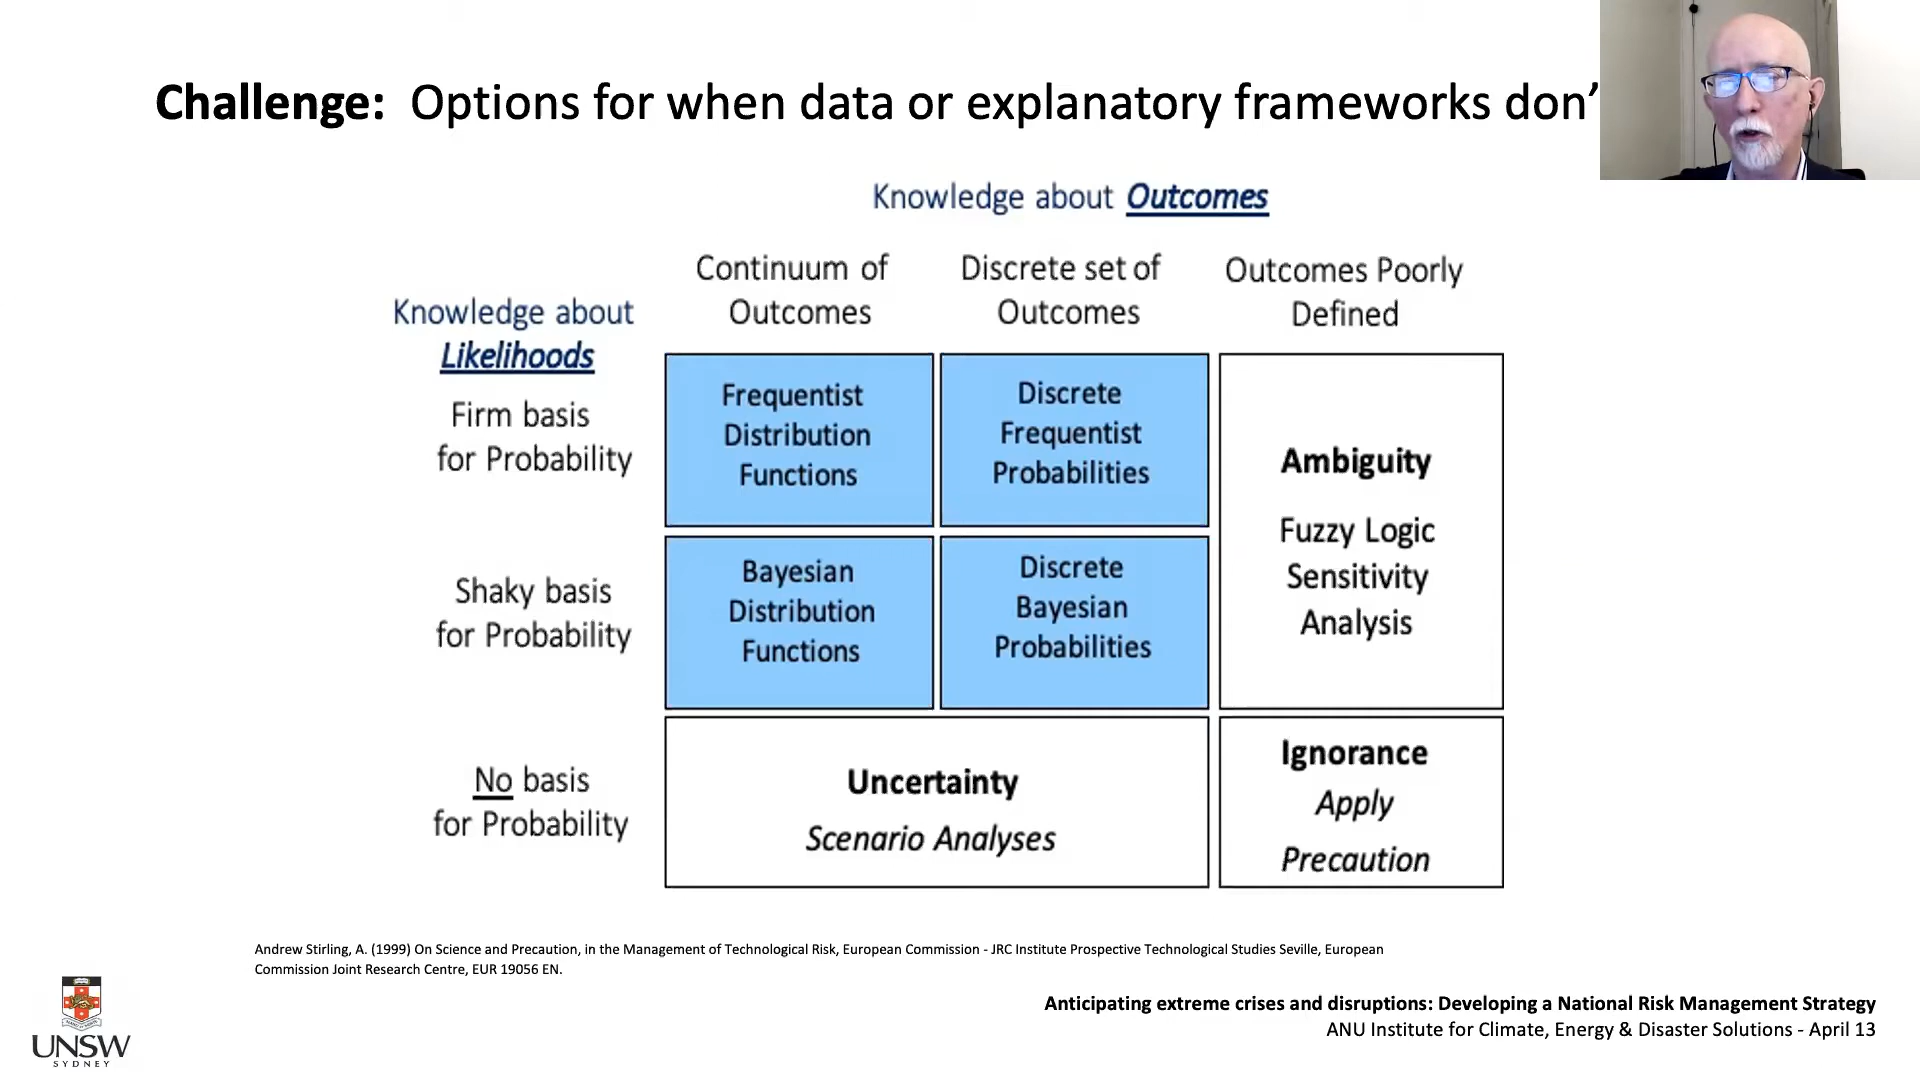 Challenge: Options for when data or explanatory frameworks don’
Knowledge about Outcomes
Continuum of
Outcomes
Discrete set of
Outcomes
Outcomes Poorly
Defined
Knowledge about
Likelihoods
Firm basis
for Probability
Frequentist
Distribution
Functions
Discrete
Frequentist
Probabilities
Ambiguity
Fuzzy Logic
Sensitivity
Analysis
Shaky basis
for Probability
Bayesian
Distribution
Functions
Discrete
Bayesian
Probabilities
No basis
for Probability
Uncertainty
Scenario Analyses
Ignorance
Apply
Precaution
Andrew Stirling, A. (1999) On Science and Precaution, in the Management of Technological Risk, European Commission - JRC Institute Prospective Technological Studies Seville, European
Commission Joint Research Centre, EUR 19056 EN.
Anticipating extreme crises and disruptions: Developing a National Risk Management Strategy
ANU Institute for Climate, Energy & Disaster Solutions - April 13
UNSW
SYDNEY